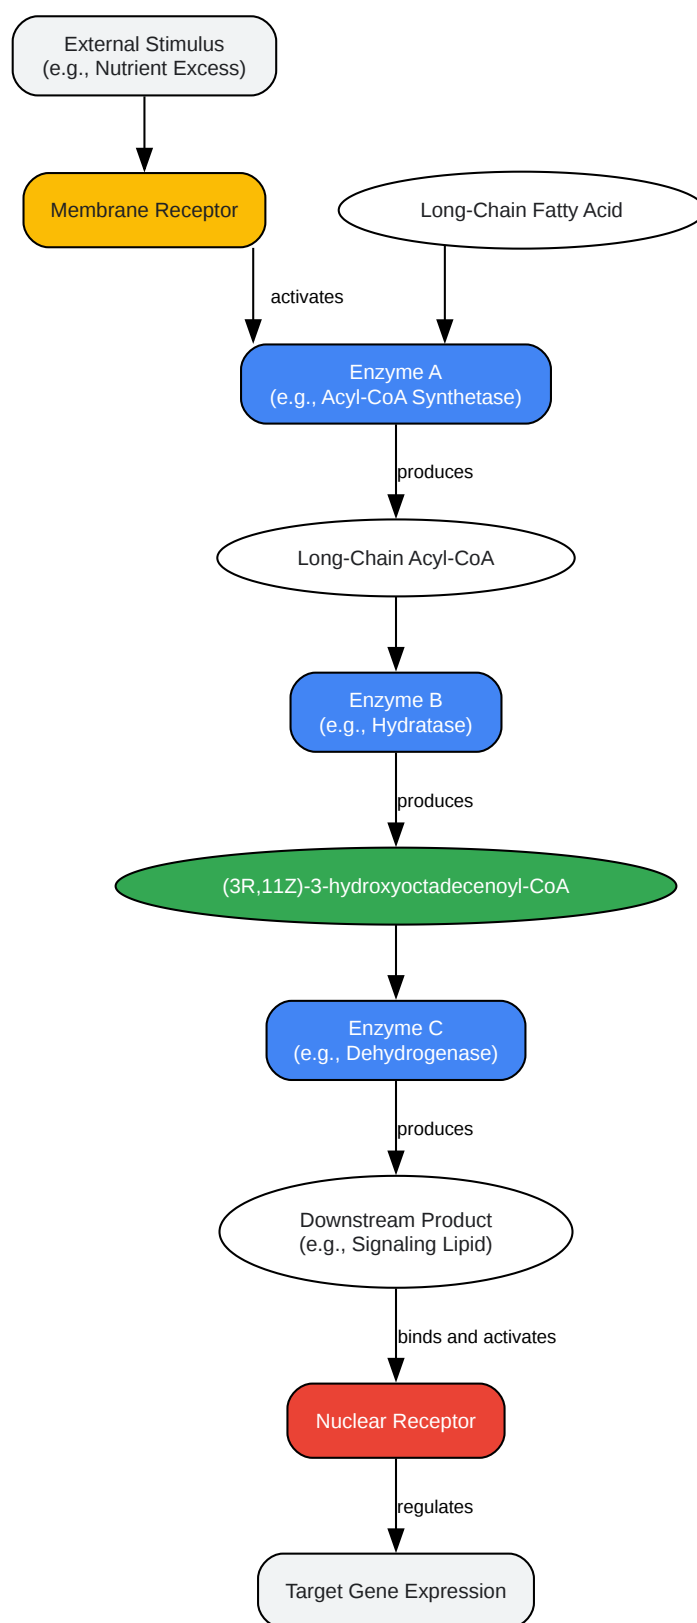 External Stimulus
(e.g., Nutrient Excess)
Membrane Receptor
Long-Chain Fatty Acid
activates
Enzyme A
(e.g., Acyl-CoA Synthetase)
produces
Long-Chain Acyl-CoA
Enzyme B
(e.g., Hydratase)
produces
(3R,11Z)-3-hydroxyoctadecenoyl-CoA
Enzyme C
(e.g., Dehydrogenase)
produces
Downstream Product
(e.g., Signaling Lipid)
binds and activates
Nuclear Receptor
regulates
Target Gene Expression